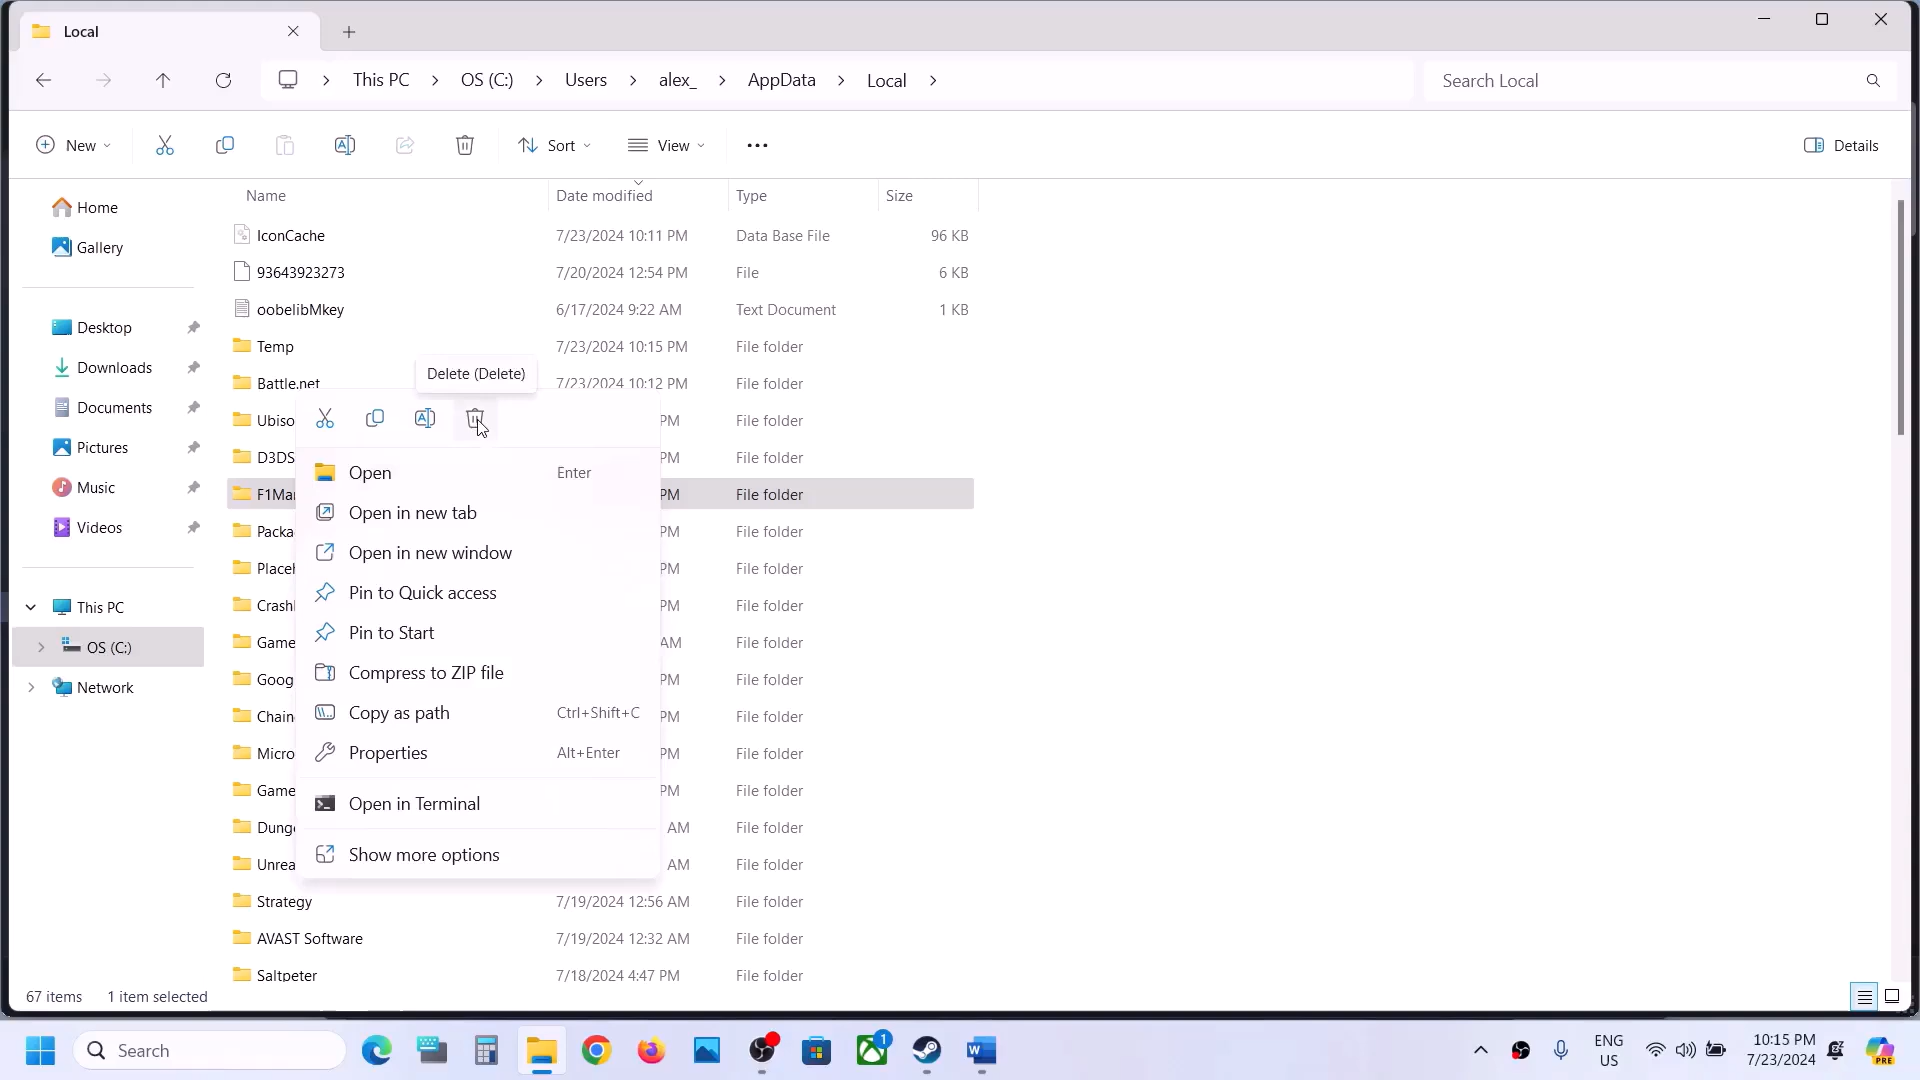 Local
This PC > OS (C:) > Users > alex_ > AppData > Local >
Search Local
New
Sort
View
Details
Name Date modified Type Size
Home
Gallery
Desktop
Downloads
Documents
Pictures
Music
Videos
This PC
OS (C:)
Network
IconCache 7/23/2024 10:11 PM Data Base File 96 KB
93643923273 7/20/2024 12:54 PM File 6 KB
oobelibMkey 6/17/2024 9:22 AM Text Document 1 KB
Temp 7/23/2024 10:15 PM File folder
Battle.net 7/23/2024 10:12 PM File folder
Ubiso PM File folder
D3DS PM File folder
F1Mar PM File folder
Packa PM File folder
Placeh PM File folder
Crash PM File folder
Game AM File folder
Goog PM File folder
Chain PM File folder
Micro PM File folder
Game PM File folder
Dunge AM File folder
Unrea AM File folder
Strategy 7/19/2024 12:56 AM File folder
AVAST Software 7/19/2024 12:32 AM File folder
Saltpeter 7/18/2024 4:47 PM File folder
Delete (Delete)
Open Enter
Open in new tab
Open in new window
Pin to Quick access
Pin to Start
Compress to ZIP file
Copy as path Ctrl+Shift+C
Properties Alt+Enter
Open in Terminal
Show more options
67 items 1 item selected
Search
1
ENG
US
10:15 PM
7/23/2024
PRE